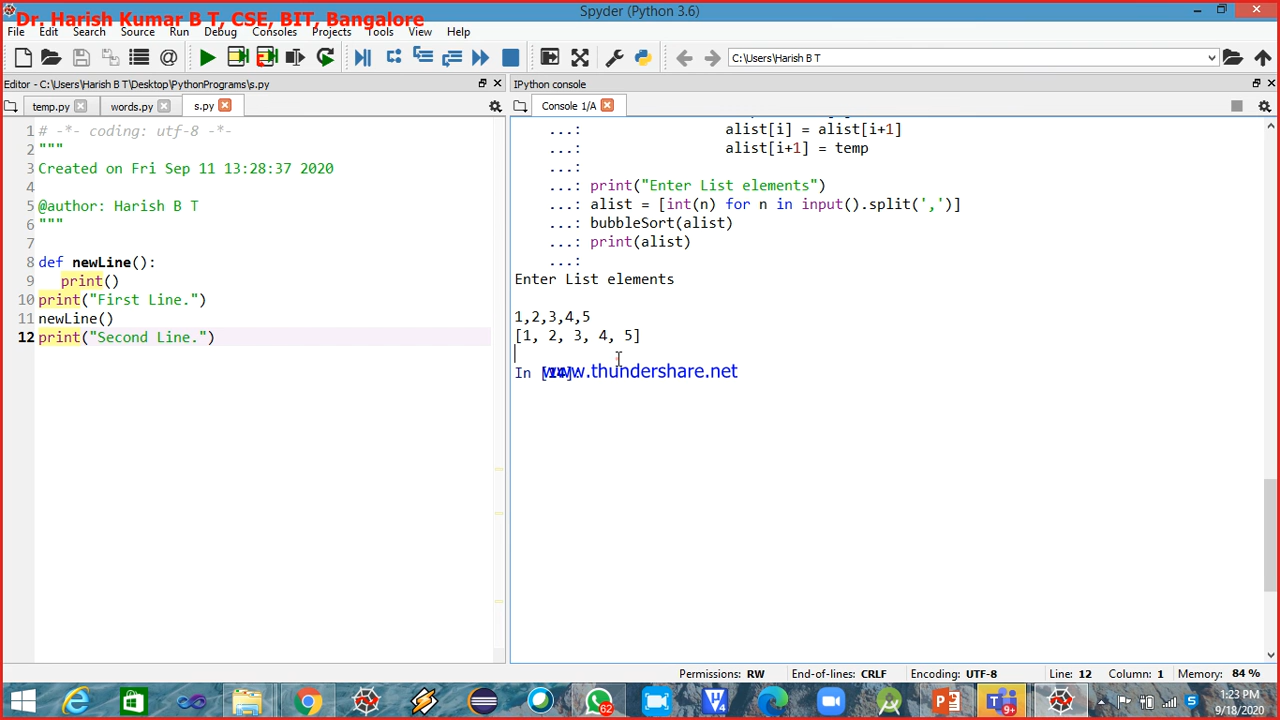 Dr. Harish Kumar B T, CSE, BIT, Bangalore
Spyder (Python 3.6)
File Edit Search Source Run Debug Consoles Projects Tools View Help
C:\Users\Harish B T
Editor - C:\Users\Harish B T\Desktop\PythonPrograms\s.py
IPython console
temp.py words.py s.py
Console 1/A
1 # -*- coding: utf-8 -*-
2 """
3 Created on Fri Sep 11 13:28:37 2020
4
5 @author: Harish B T
6 """
7
8 def newLine():
9 print()
10 print("First Line.")
11 newLine()
12 print("Second Line.")
...: alist[i] = alist[i+1]
...: alist[i+1] = temp
...:
...: print("Enter List elements")
...: alist = [int(n) for n in input().split(',')]
...: bubbleSort(alist)
...: print(alist)
...:
Enter List elements
1,2,3,4,5
[1, 2, 3, 4, 5]
In [14]:
www.thundershare.net
Permissions: RW End-of-lines: CRLF Encoding: UTF-8 Line: 12 Column: 1 Memory: 84 %
62
V4
9+
1:23 PM
9/18/2020